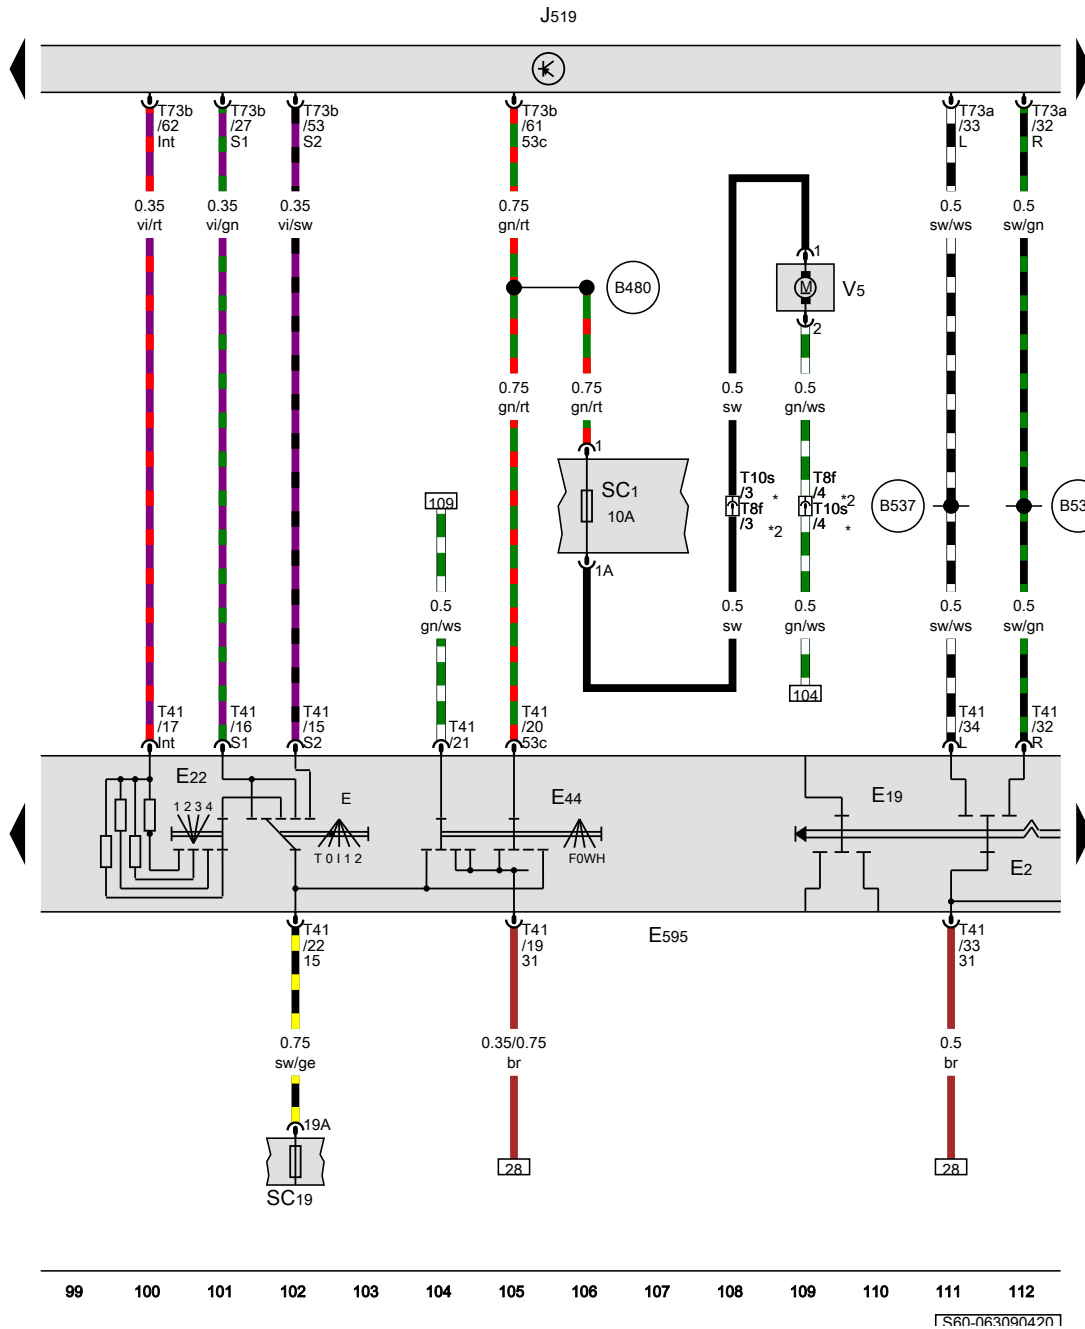 J519
T73b
/62
Int
T73b
/27
S1
T73b
/53
S2
T73b
/61
53c
T73a
/33
L
T73a
/32
R
0.35
vi/rt
0.35
vi/gn
0.35
vi/sw
0.75
gn/rt
0.5
sw/ws
0.5
sw/gn
1
M
V5
2
B480
0.75
gn/rt
0.75
gn/rt
0.5
sw
0.5
gn/ws
1
SC1
10A
1A
T10s
/3 *
T8f
/3 *2
T8f
/4 *2
T10s
/4 *
B537
B53
109
0.5
gn/ws
0.5
sw
0.5
gn/ws
0.5
sw/ws
0.5
sw/gn
104
T41
/17
Int
T41
/16
S1
T41
/15
S2
T41
/21
T41
/20
53c
T41
/34
L
T41
/32
R
E22
1 2 3 4
E
T 0 I 1 2
E44
F0WH
E19
E2
T41
/22
15
T41
/19
31
E595
T41
/33
31
0.75
sw/ge
0.35/0.75
br
0.5
br
19A
SC19
28
28
99 100 101 102 103 104 105 106 107 108 109 110 111 112
S60-063090420